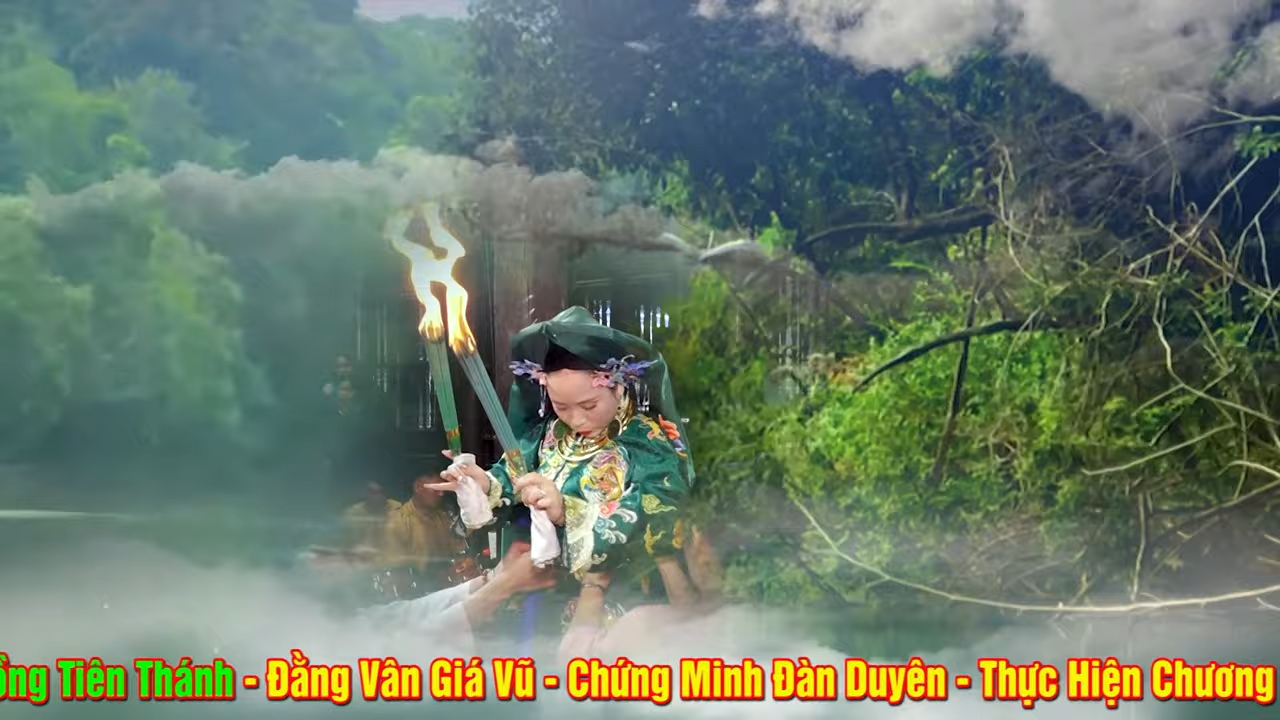 Tiên Thánh - Đằng Vân Giá Vũ - Chứng Minh Đàn Duyên - Thực Hiện Chương